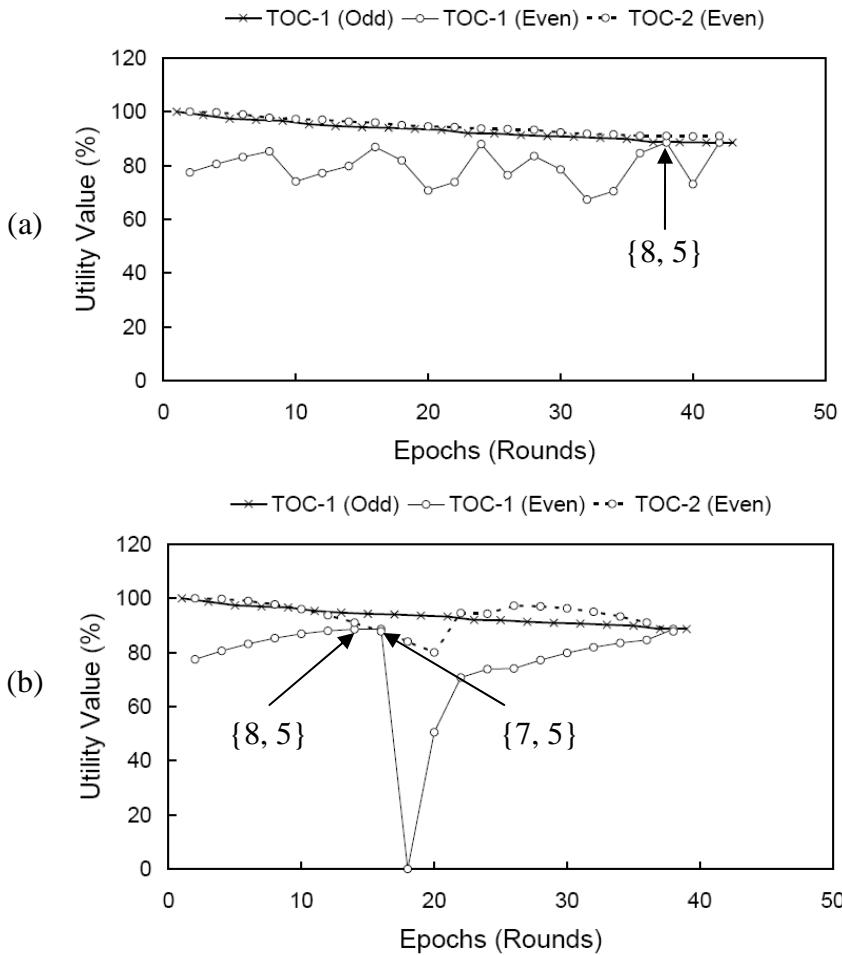 TOC-1 (Odd) TOC-1 (Even) TOC-2 (Even)
120
100
80
60
40
20
0
Utility Value (%)
(a)
{8, 5}
0 10 20 30 40 50
Epochs (Rounds)
TOC-1 (Odd) TOC-1 (Even) TOC-2 (Even)
120
100
80
60
40
20
0
Utility Value (%)
(b)
{8, 5} {7, 5}
0 10 20 30 40 50
Epochs (Rounds)